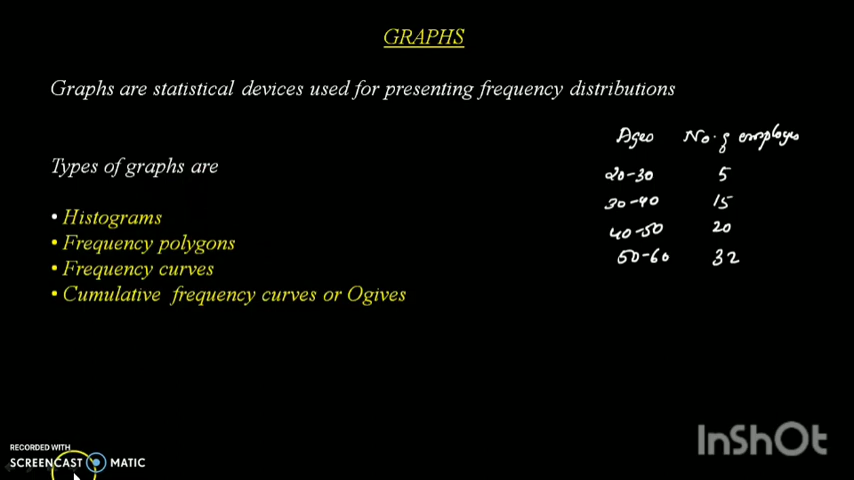 GRAPHS
Graphs are statistical devices used for presenting frequency distributions
Types of graphs are
• Histograms
• Frequency polygons
• Frequency curves
• Cumulative frequency curves or Ogives
Ages No. of employes
20-30 5
30-40 15
40-50 20
50-60 32
RECORDED WITH
SCREENCAST MATIC
InShOt